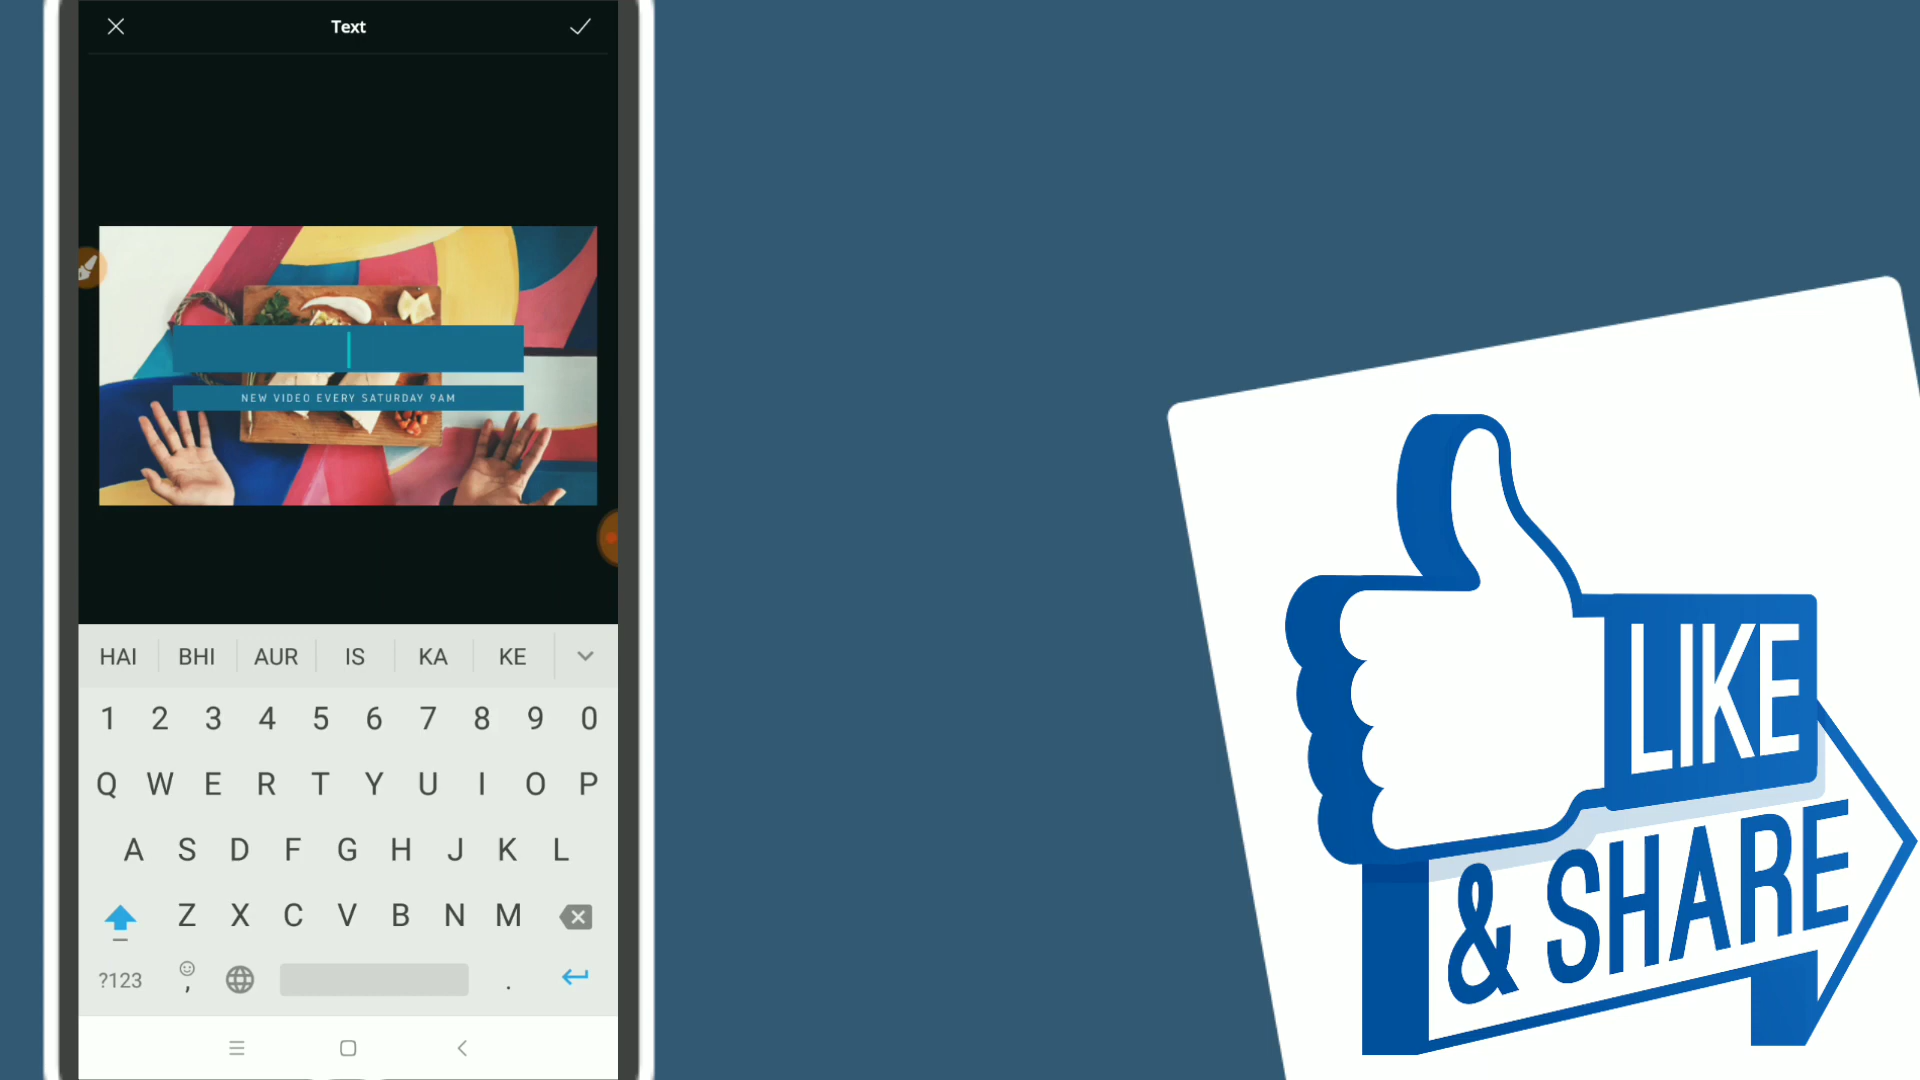 Text
NEW VIDEO EVERY SATURDAY 9AM
HAI BHI AUR IS KA KE
1 2 3 4 5 6 7 8 9 0
Q W E R T Y U I O P
A S D F G H J K L
Z X C V B N M
?123 , .
LIKE
& SHARE